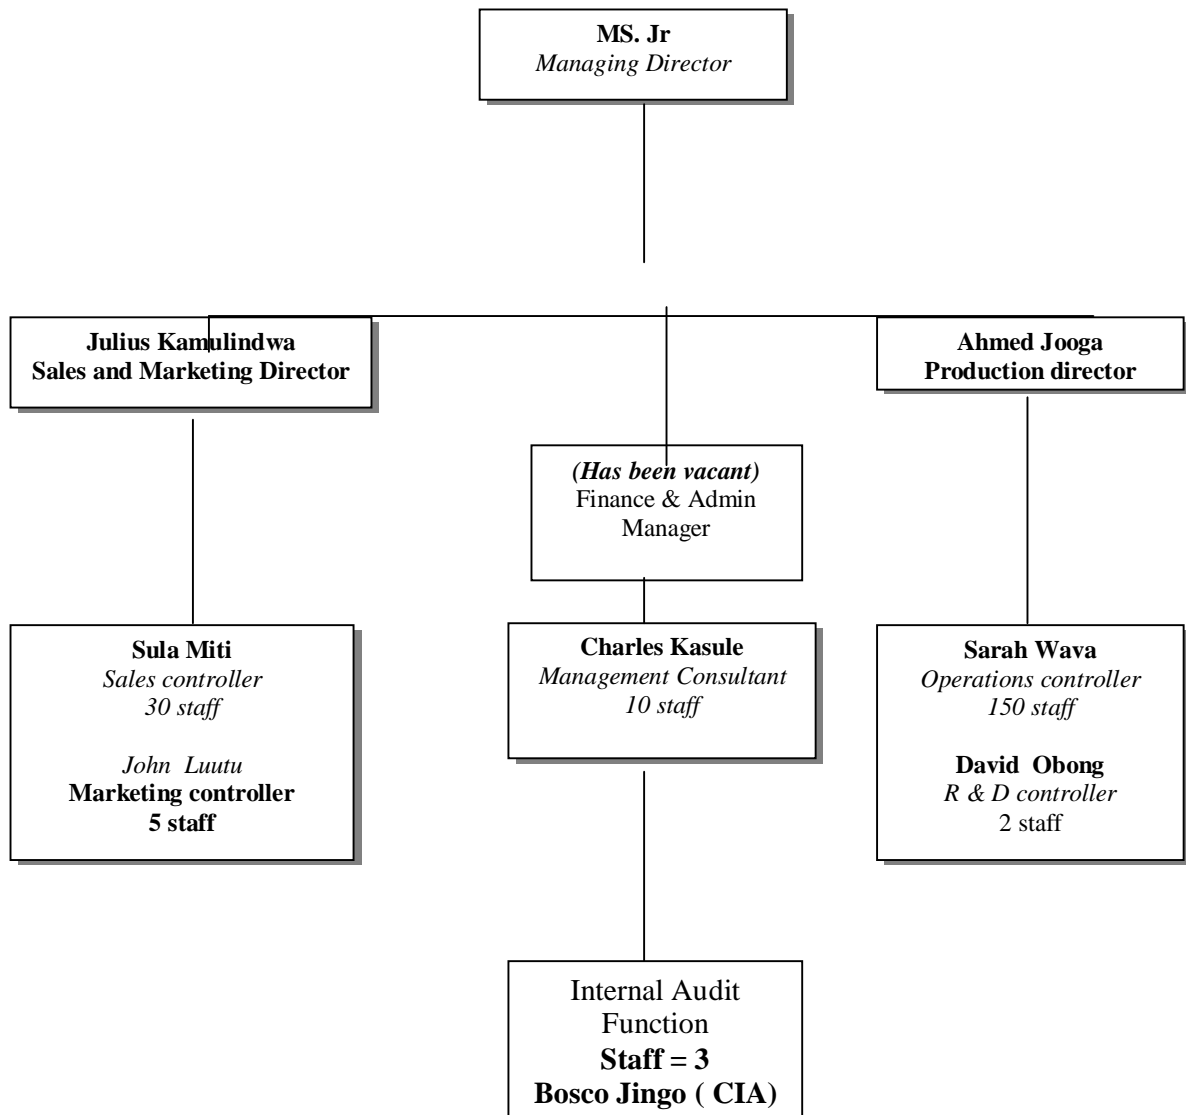 MS. Jr
Managing Director
Julius Kamulindwa
Sales and Marketing Director
Ahmed Jooga
Production director
(Has been vacant)
Finance & Admin
Manager
Sula Miti
Sales controller
30 staff
John Luutu
Marketing controller
5 staff
Charles Kasule
Management Consultant
10 staff
Sarah Wava
Operations controller
150 staff
David Obong
R & D controller
2 staff
Internal Audit
Function
Staff = 3
Bosco Jingo ( CIA)